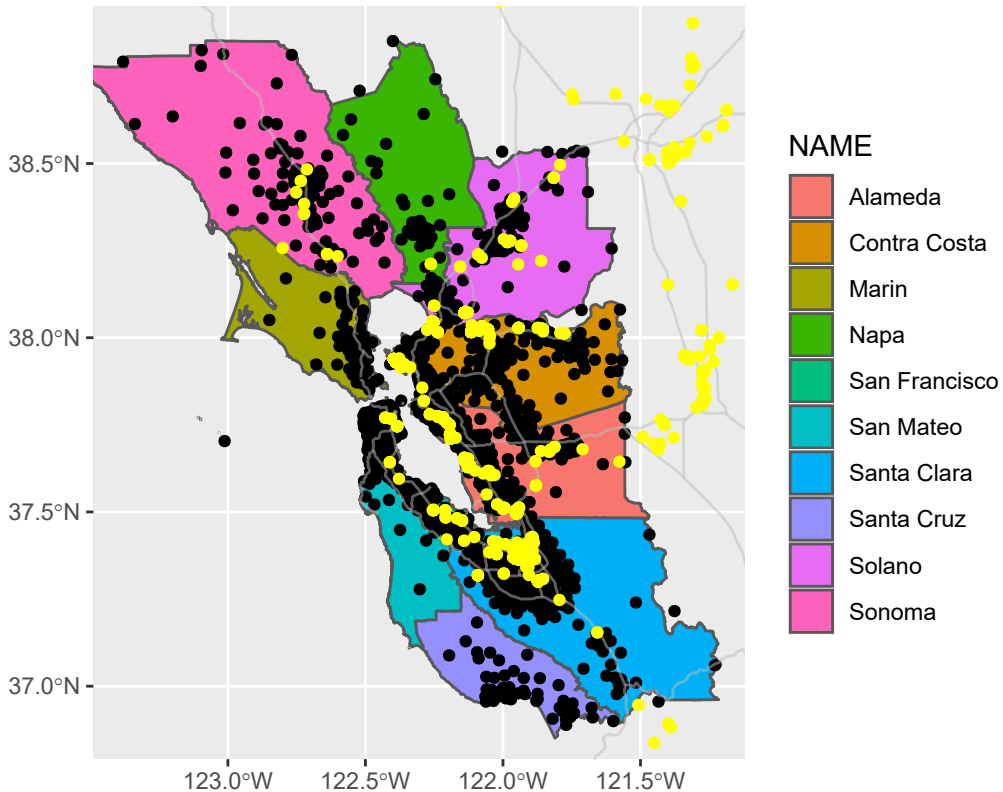 38.5°N
38.0°N
37.5°N
37.0°N
123.0°W 122.5°W 122.0°W 121.5°W
NAME
Alameda
Contra Costa
Marin
Napa
San Francisco
San Mateo
Santa Clara
Santa Cruz
Solano
Sonoma